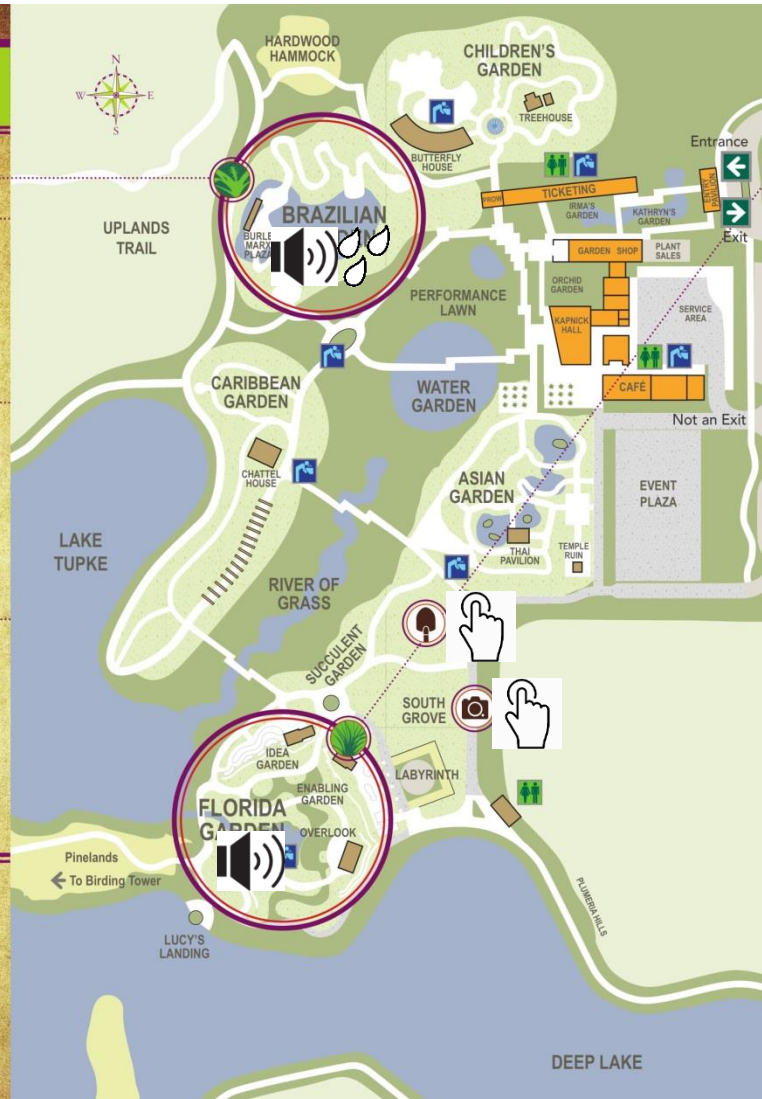 N
W
E
S
HARDWOOD
HAMMOCK
CHILDREN'S
GARDEN
TREEHOUSE
BUTTERFLY
HOUSE
Entrance
Exit
ENTRY
PAVILION
PROW
TICKETING
IRMA'S
GARDEN
KATHRYN'S
GARDEN
UPLANDS
TRAIL
BRAZILIAN
BURLE
MARX
PLAZA
GARDEN SHOP
PLANT
SALES
PERFORMANCE
LAWN
ORCHID
GARDEN
KAPNICK
HALL
SERVICE
AREA
CAFÉ
Not an Exit
CARIBBEAN
GARDEN
WATER
GARDEN
CHATTEL
HOUSE
ASIAN
GARDEN
EVENT
PLAZA
THAI
PAVILION
TEMPLE
RUIN
LAKE
TUPKE
RIVER OF
GRASS
SUCCULENT
GARDEN
SOUTH
GROVE
IDEA
GARDEN
LABYRINTH
ENABLING
GARDEN
FLORIDA
GARDEN
OVERLOOK
Pinelands
To Birding Tower
LUCY'S
LANDING
PLUMERIA HILLS
DEEP LAKE